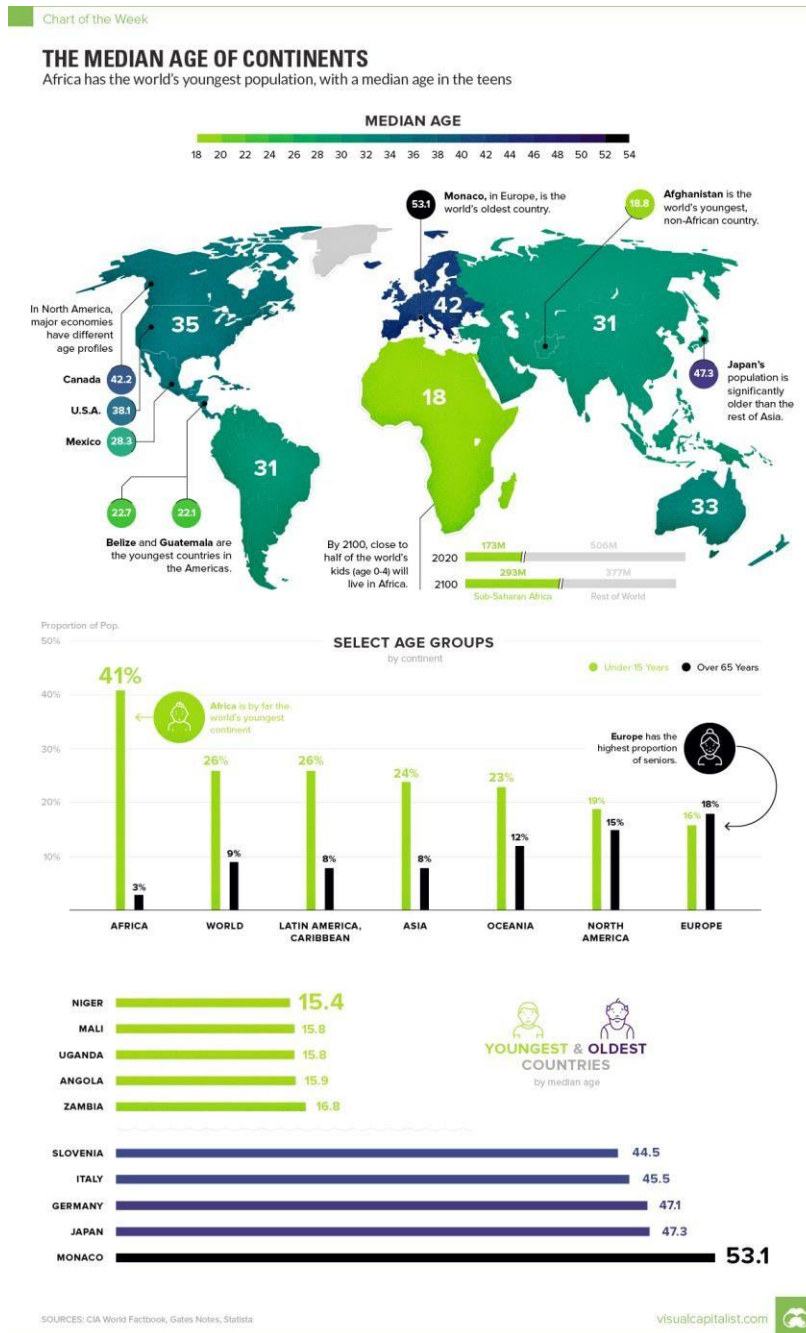 Chart of the Week
THE MEDIAN AGE OF CONTINENTS
Africa has the world's youngest population, with a median age in the teens
MEDIAN AGE
18 20 22 24 26 28 30 32 34 36 38 40 42 44 46 48 50 52 54
53.1
Monaco, in Europe, is the
world's oldest country.
18.8
Afghanistan is the
world's youngest,
non-African country.
In North America,
major economies
have different
age profiles
Canada 42.2
U.S.A. 38.1
Mexico 28.3
35
42
31
18
31
33
47.3
Japan's
population is
significantly
older than the
rest of Asia.
22.7
22.1
Belize and Guatemala are
the youngest countries in
the Americas.
By 2100, close to
half of the world's
kids (age 0-4) will
live in Africa.
173M 506M
2020
293M 377M
2100
Sub-Saharan Africa Rest of World
Proportion of Pop.
SELECT AGE GROUPS
by continent
Under 15 Years Over 65 Years
50%
40%
30%
20%
10%
41%
3%
Africa is by far the
world's youngest
continent
26%
9%
26%
8%
24%
8%
23%
12%
19%
15%
16%
18%
Europe has the
highest proportion
of seniors.
AFRICA
WORLD
LATIN AMERICA,
CARIBBEAN
ASIA
OCEANIA
NORTH
AMERICA
EUROPE
NIGER 15.4
MALI 15.8
UGANDA 15.8
ANGOLA 15.9
ZAMBIA 16.8
YOUNGEST & OLDEST
COUNTRIES
by median age
SLOVENIA 44.5
ITALY 45.5
GERMANY 47.1
JAPAN 47.3
MONACO 53.1
SOURCES: CIA World Factbook, Gates Notes, Statista
visualcapitalist.com